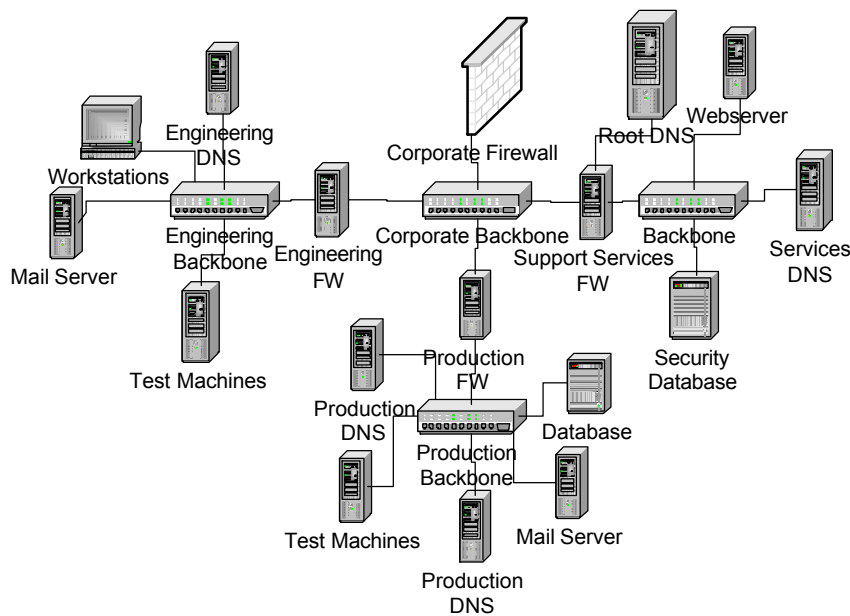 Root DNS
Webserver
Engineering
DNS
Corporate Firewall
Workstations
Mail Server
Engineering
Backbone
Engineering
FW
Corporate Backbone
Support Services
FW
Backbone
Services
DNS
Test Machines
Production
FW
Security
Database
Production
DNS
Production
Backbone
Database
Test Machines
Mail Server
Production
DNS